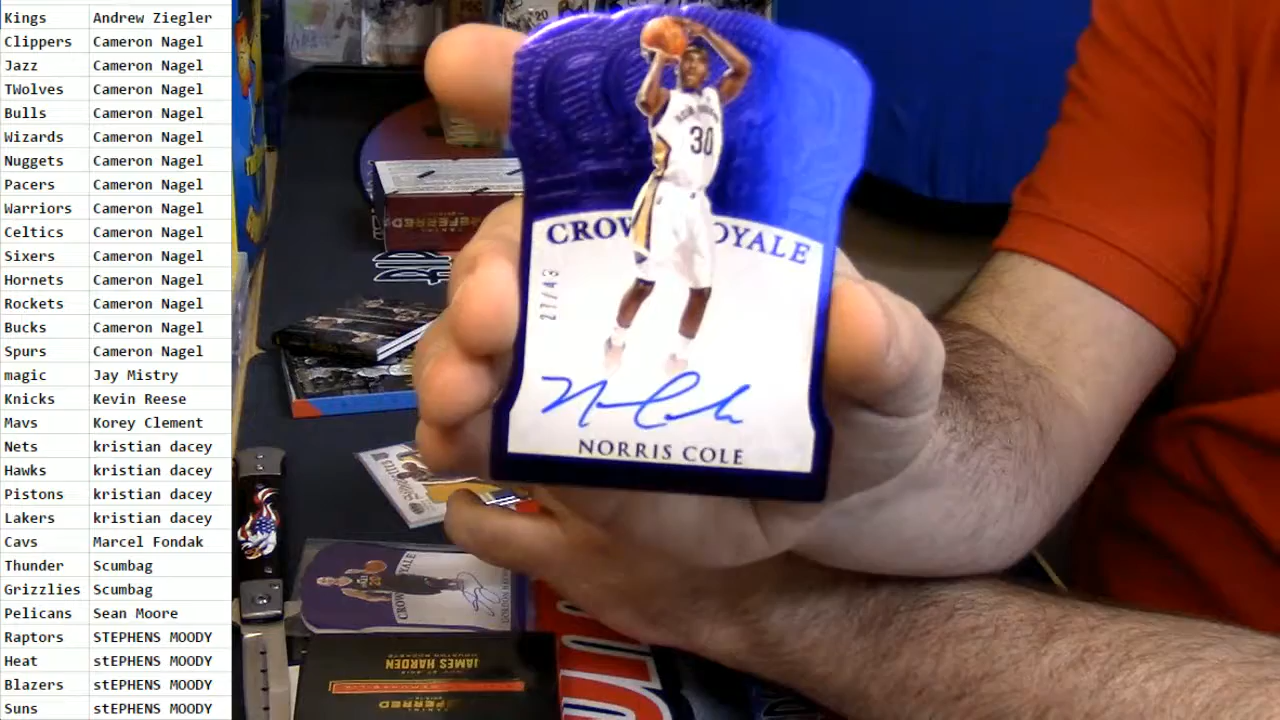 Kings Andrew Ziegler
Clippers Cameron Nagel
Jazz Cameron Nagel
TWolves Cameron Nagel
Bulls Cameron Nagel
Wizards Cameron Nagel
Nuggets Cameron Nagel
Pacers Cameron Nagel
Warriors Cameron Nagel
Celtics Cameron Nagel
Sixers Cameron Nagel
Hornets Cameron Nagel
Rockets Cameron Nagel
Bucks Cameron Nagel
Spurs Cameron Nagel
magic Jay Mistry
Knicks Kevin Reese
Mavs Korey Clement
Nets kristian dacey
Hawks kristian dacey
Pistons kristian dacey
Lakers kristian dacey
Cavs Marcel Fondak
Thunder Scumbag
Grizzlies Scumbag
Pelicans Sean Moore
Raptors STEPHENS MOODY
Heat stEPHENS MOODY
Blazers stEPHENS MOODY
Suns stEPHENS MOODY
30
CROW OYALE
27/43
NORRIS COLE
20
CROW YALE
JAMES HARDEN